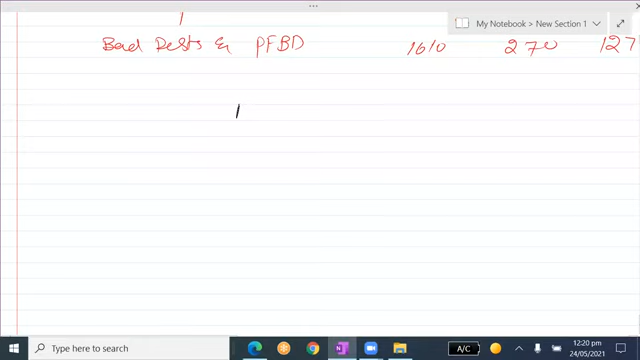 My Notebook > New Section 1
Bad Debts & PFBD 1610 270 127
Type here to search
A/C
12:20 pm
24/05/2021